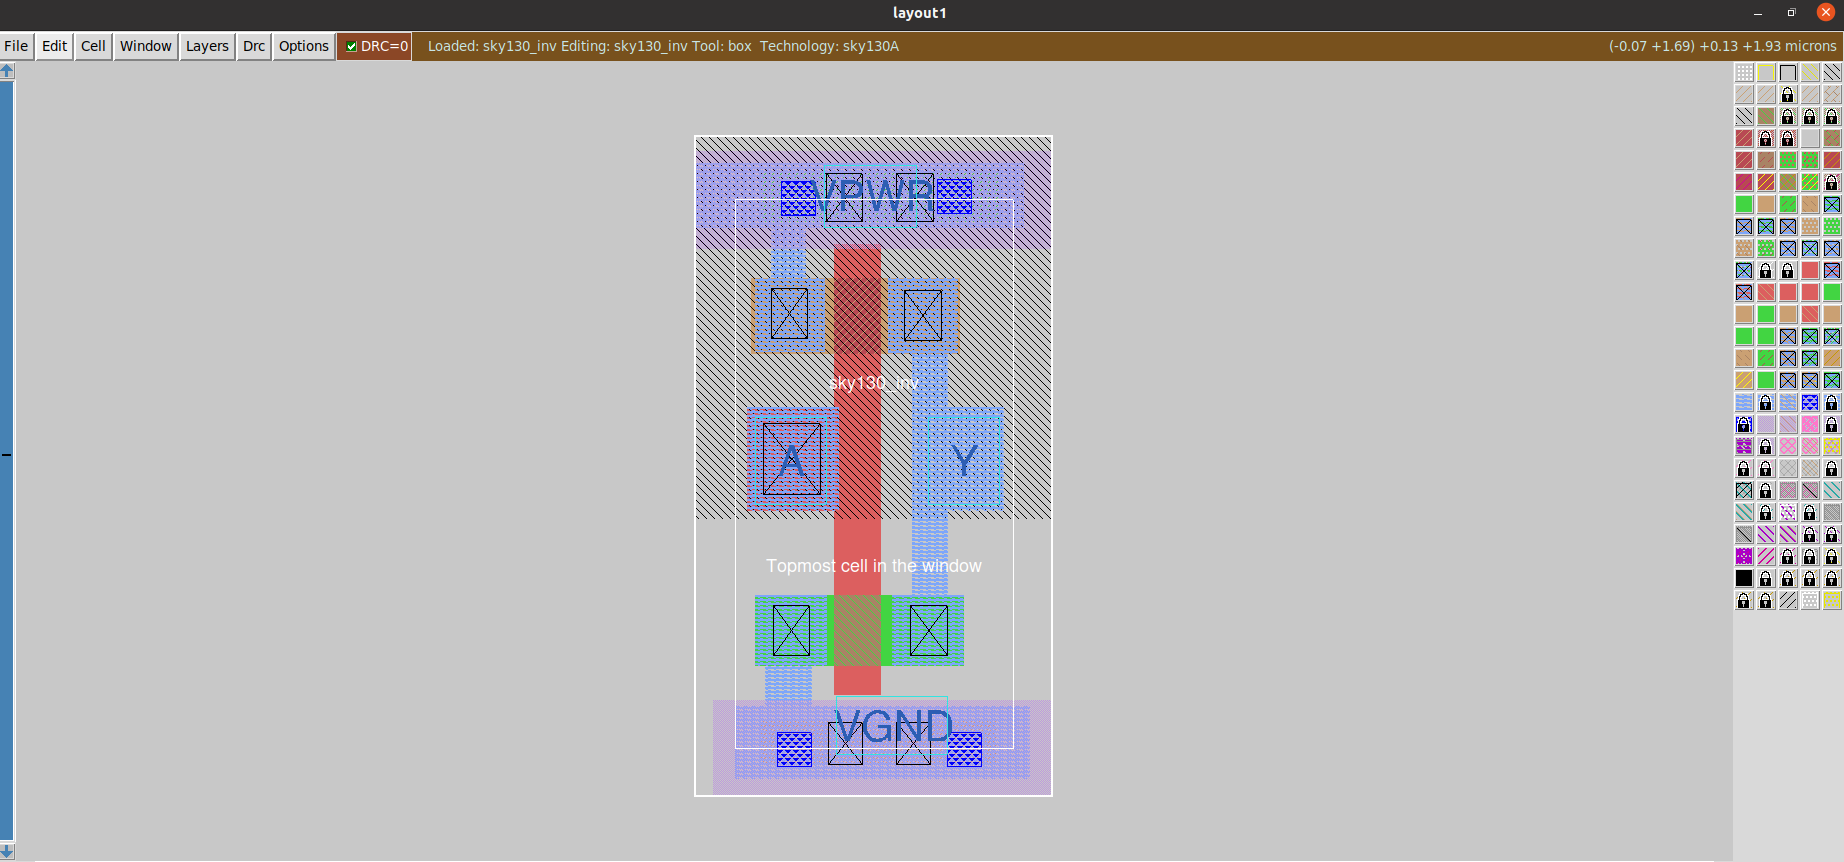 layout1
File Edit Cell Window Layers Drc Options DRC=0 Loaded: sky130_inv Editing: sky130_inv Tool: box Technology: sky130A (-0.07 +1.69) +0.13 +1.93 microns
VPWR
sky130_inv
A Y
Topmost cell in the window
VGND